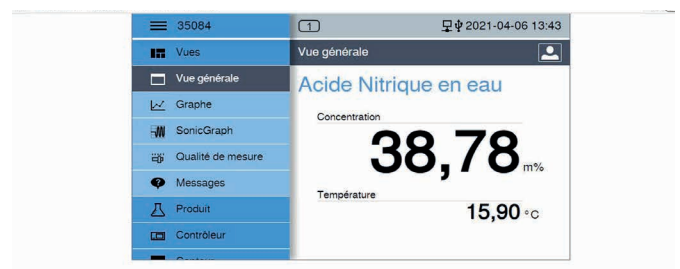 35084
1
2021-04-06 13:43
Vues
Vue générale
Vue générale
Acide Nitrique en eau
Graphe
Concentration
SonicGraph
38,78 m%
Qualité de mesure
Messages
Température
Produit
15,90 °C
Contrôleur